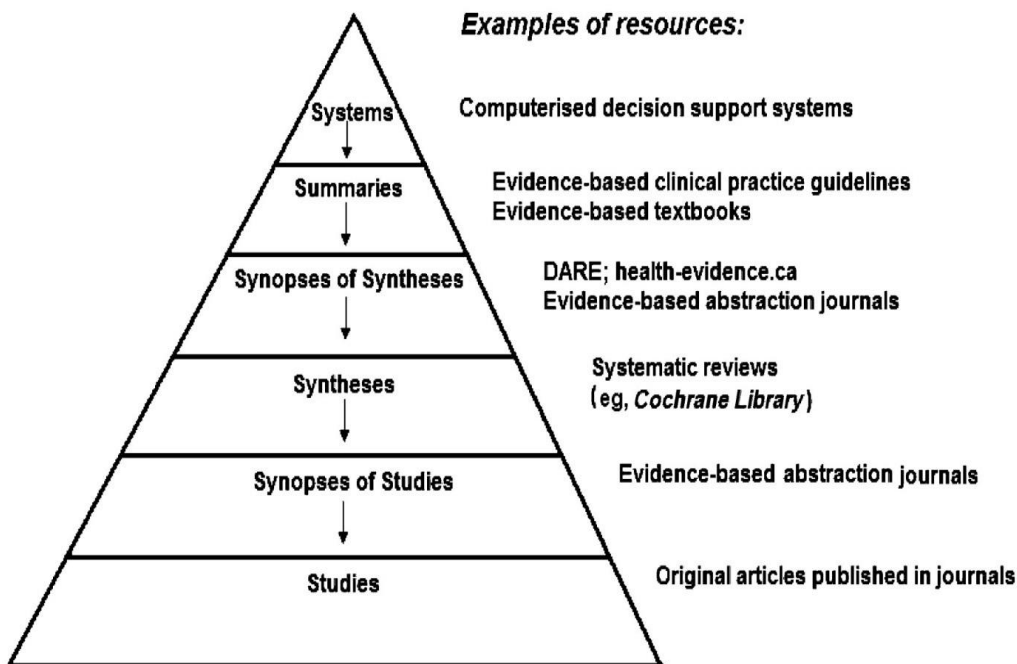 Examples of resources:
Systems
Computerised decision support systems
Summaries
Evidence-based clinical practice guidelines
Evidence-based textbooks
Synopses of Syntheses
DARE; health-evidence.ca
Evidence-based abstraction journals
Syntheses
Systematic reviews
(eg, Cochrane Library)
Synopses of Studies
Evidence-based abstraction journals
Studies
Original articles published in journals